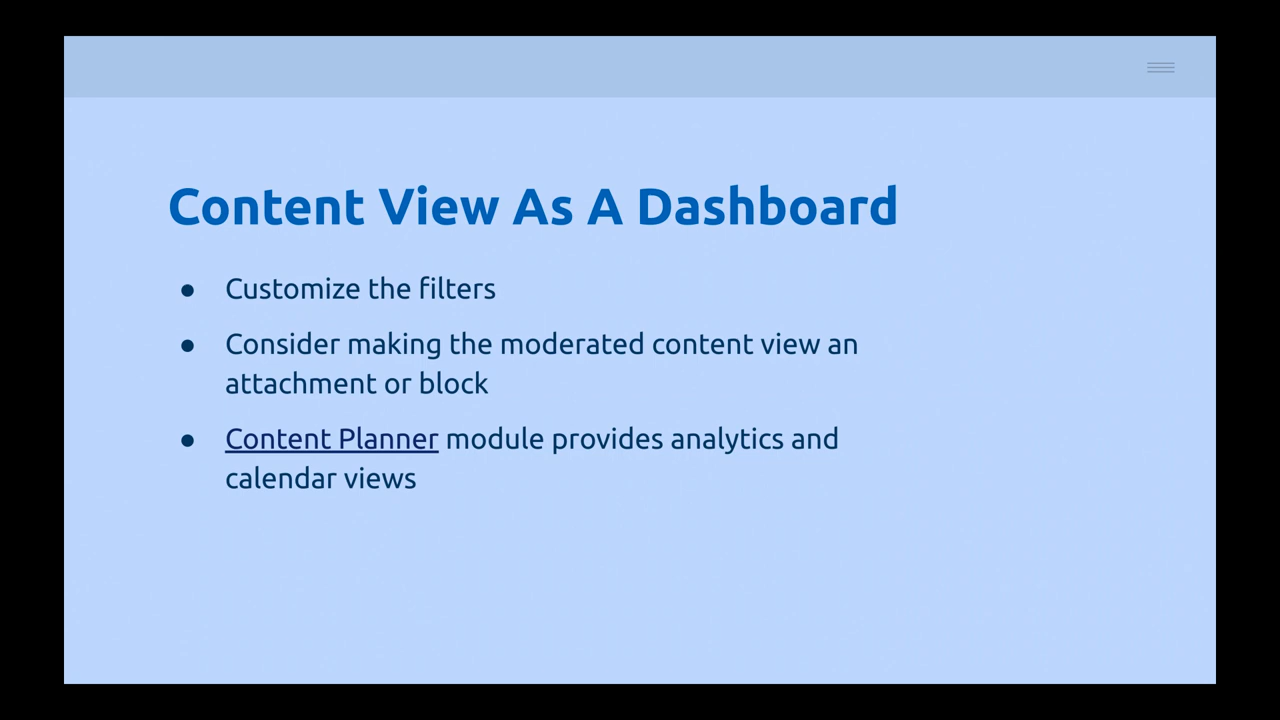 Content View As A Dashboard
● Customize the filters
● Consider making the moderated content view an
attachment or block
● Content Planner module provides analytics and
calendar views